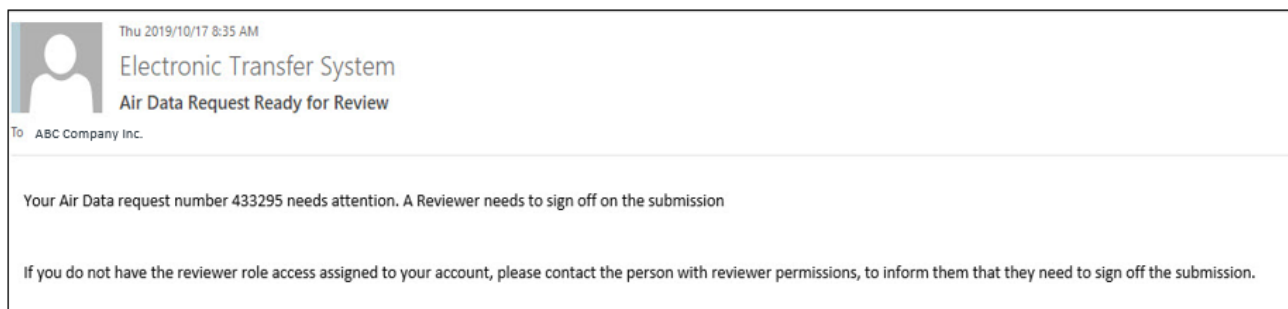 Thu 2019/10/17 8:35 AM
Electronic Transfer System
Air Data Request Ready for Review
To ABC Company Inc.
Your Air Data request number 433295 needs attention. A Reviewer needs to sign off on the submission
If you do not have the reviewer role access assigned to your account, please contact the person with reviewer permissions, to inform them that they need to sign off the submission.